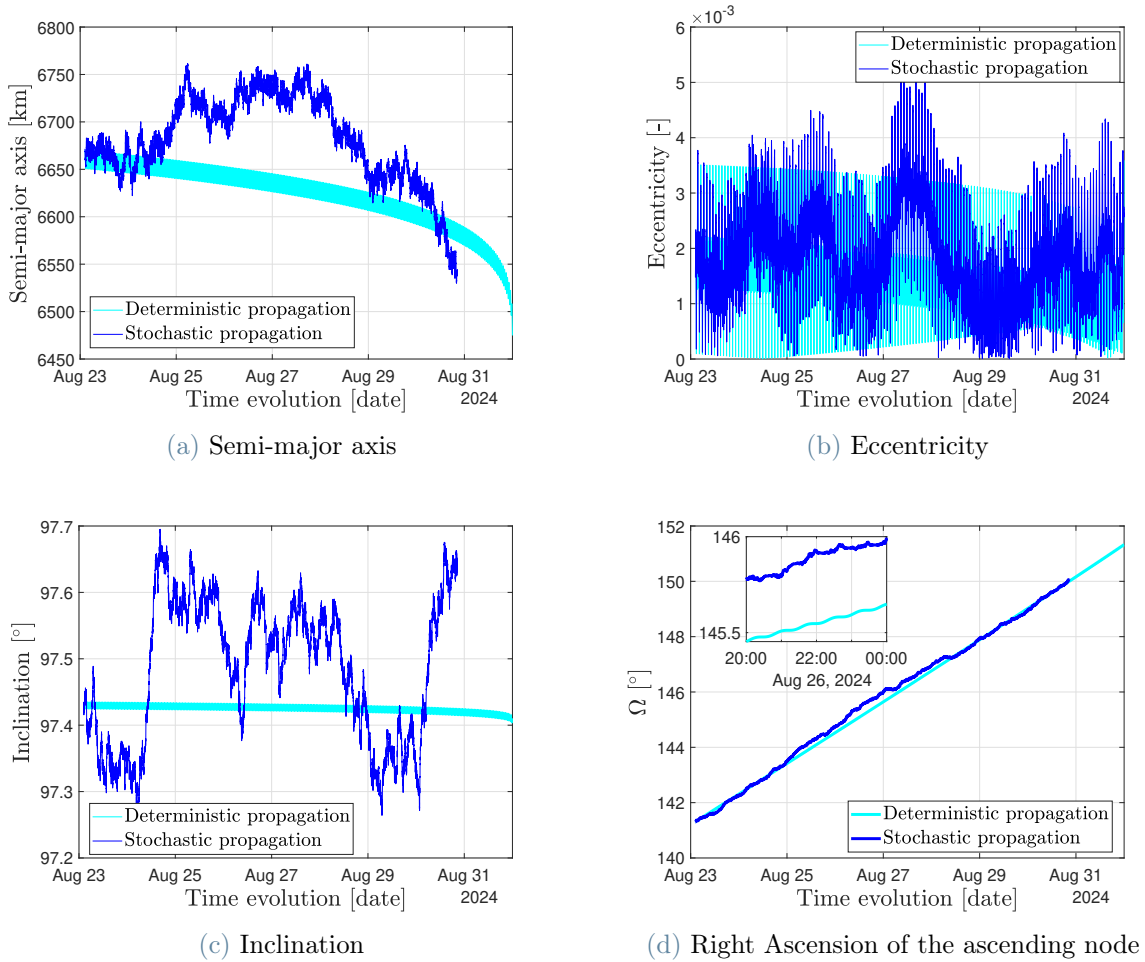 6800
6750
6700
6650
6600
6550
6500
6450
Semi-major axis [km]
Deterministic propagation
Stochastic propagation
Aug 23 Aug 25 Aug 27 Aug 29 Aug 31
Time evolution [date] 2024
(a) Semi-major axis
×10⁻³
6
5
4
3
2
1
0
Eccentricity [-]
Deterministic propagation
Stochastic propagation
Aug 23 Aug 25 Aug 27 Aug 29 Aug 31
Time evolution [date] 2024
(b) Eccentricity
97.7
97.6
97.5
97.4
97.3
97.2
Inclination [°]
Deterministic propagation
Stochastic propagation
Aug 23 Aug 25 Aug 27 Aug 29 Aug 31
Time evolution [date] 2024
(c) Inclination
152
150
148
146
144
142
140
Ω [°]
146
145.5
20:00 22:00 00:00
Aug 26, 2024
Deterministic propagation
Stochastic propagation
Aug 23 Aug 25 Aug 27 Aug 29 Aug 31
Time evolution [date] 2024
(d) Right Ascension of the ascending node